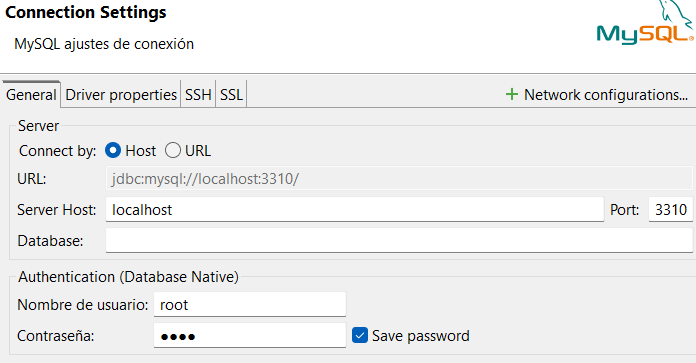 Connection Settings
MySQL ajustes de conexión
MySQL®
General Driver properties SSH SSL + Network configurations...
Server
Connect by: Host URL
URL: jdbc:mysql://localhost:3310/
Server Host: localhost Port: 3310
Database:
Authentication (Database Native)
Nombre de usuario: root
Contraseña: ●●●● Save password